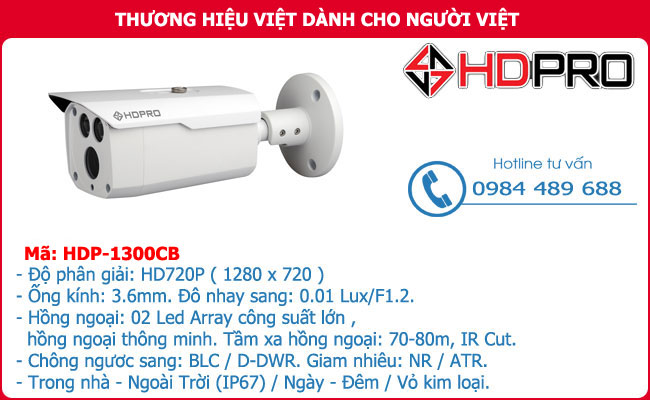 THƯƠNG HIỆU VIỆT DÀNH CHO NGƯỜI VIỆT
HDPRO
HDPRO
Hotline tư vấn
0984 489 688
Mã: HDP-1300CB
- Độ phân giải: HD720P ( 1280 x 720 )
- Ống kính: 3.6mm. Đô nhay sang: 0.01 Lux/F1.2.
- Hồng ngoại: 02 Led Array công suất lớn ,
hồng ngoại thông minh. Tầm xa hồng ngoại: 70-80m, IR Cut.
- Chông ngươc sang: BLC / D-DWR. Giam nhiêu: NR / ATR.
- Trong nhà - Ngoài Trời (IP67) / Ngày - Đêm / Vỏ kim loại.